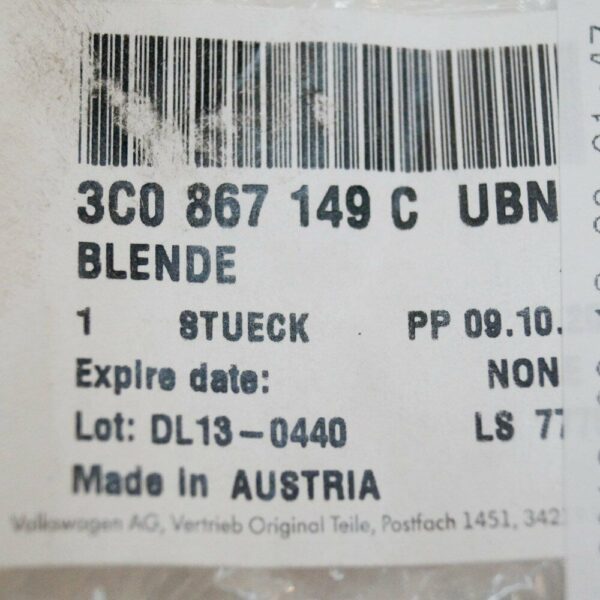 3C0 867 149 C UBN
BLENDE
1 STUECK PP 09.10.
Expire date: NONE
Lot: DL13-0440 LS 77
Made in AUSTRIA
Volkswagen AG, Vertrieb Original Teile, Postfach 1451, 342